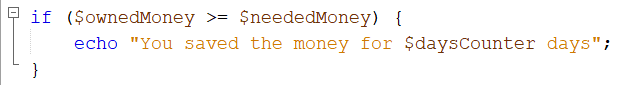 if ($ownedMoney >= $neededMoney) {
    echo "You saved the money for $daysCounter days";
}